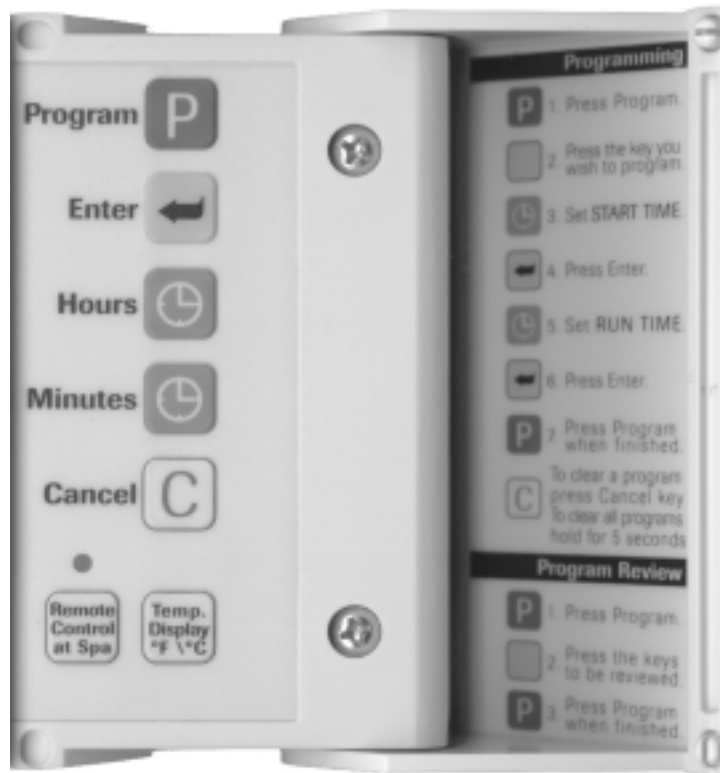 Program P
Enter
Hours
Minutes
Cancel C
Remote
Control
at Spa
Temp.
Display
°F \°C
Programming
P 1. Press Program.
2. Press the key you
wish to program.
3. Set START TIME.
4. Press Enter.
5. Set RUN TIME.
6. Press Enter.
P 7. Press Program
when finished.
C To clear a program
press Cancel key
To clear all programs
hold for 5 seconds
Program Review
P 1. Press Program.
2. Press the keys
to be reviewed.
P 3. Press Program
when finished.